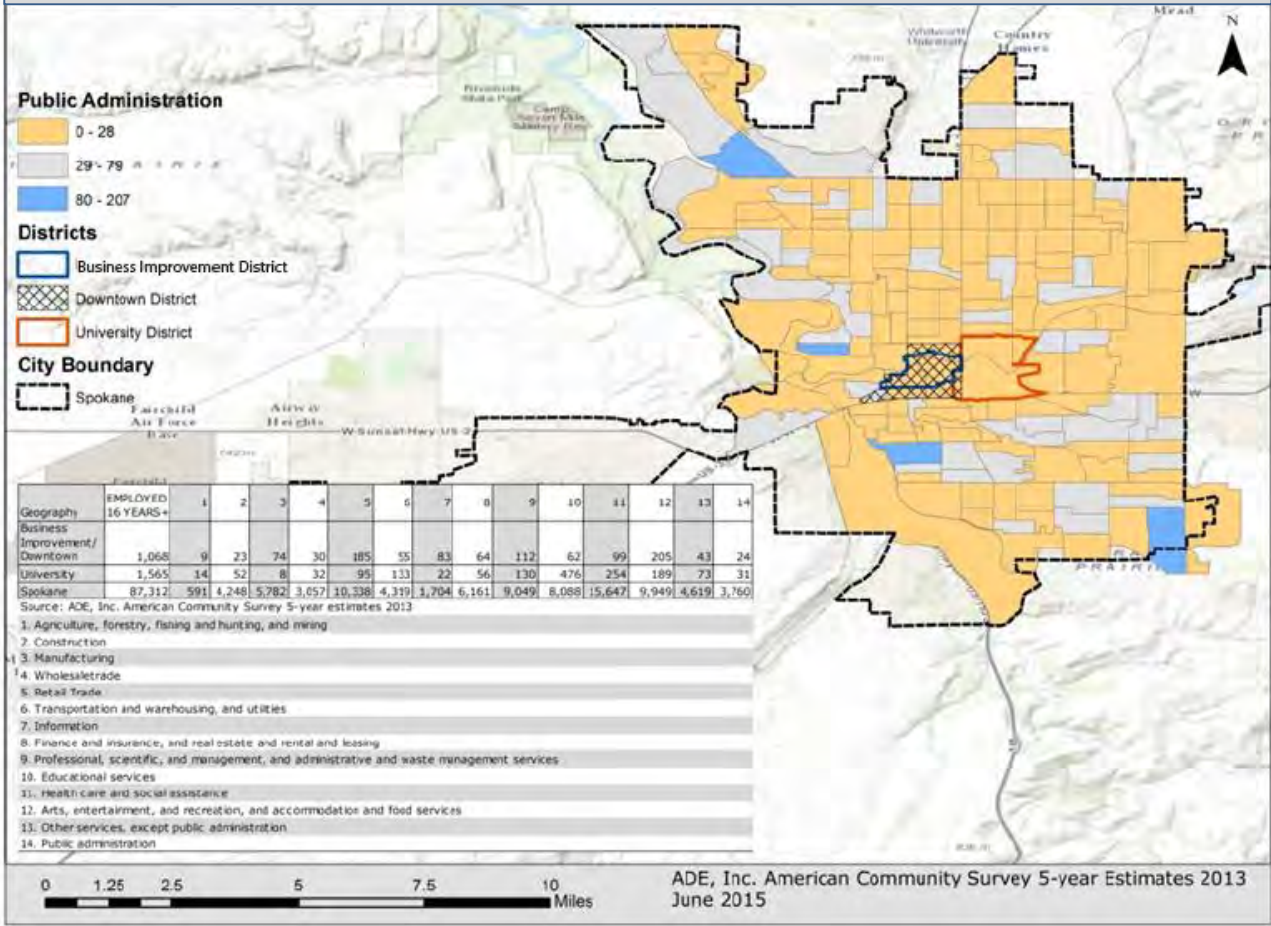 Mead
N
Whitworth
University
Country
Homes
Riverside
State Park
Public Administration
0 - 28
29 - 79
80 - 207
Districts
Business Improvement District
Downtown District
University District
City Boundary
Spokane
Fairchild
Air Force
Base
Airway
Heights
W Sunset Hwy US-2
PRAIRI
Geography EMPLOYED 16 YEARS+ 1 2 3 4 5 6 7 8 9 10 11 12 13 14
Business
Improvement/
Downtown 1,068 9 23 74 30 185 55 83 64 112 62 99 205 43 24
University 1,565 14 52 8 32 95 133 22 56 130 476 254 189 73 31
Spokane 87,312 591 4,248 5,782 3,057 10,338 4,319 1,704 6,161 9,049 8,088 15,647 9,949 4,619 3,760
Source: ADE, Inc. American Community Survey 5-year estimates 2013
1. Agriculture, forestry, fishing and hunting, and mining
2. Construction
3. Manufacturing
4. Wholesaletrade
5. Retail Trade
6. Transportation and warehousing, and utilities
7. Information
8. Finance and insurance, and real estate and rental and leasing
9. Professional, scientific, and management, and administrative and waste management services
10. Educational services
11. Health care and social assistance
12. Arts, entertainment, and recreation, and accommodation and food services
13. Other services, except public administration
14. Public administration
0 1.25 2.5 5 7.5 10
Miles
ADE, Inc. American Community Survey 5-year Estimates 2013
June 2015